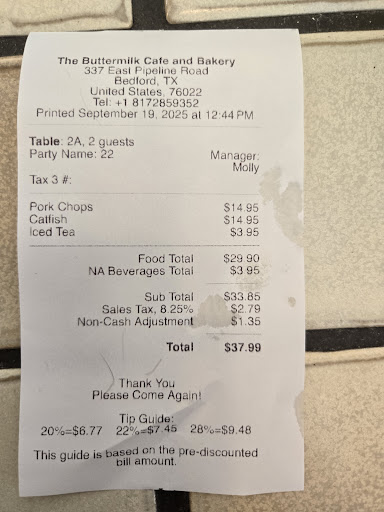 The Buttermilk Cafe and Bakery
337 East Pipeline Road
Bedford, TX
United States, 76022
Tel: +1 8172859352
Printed September 19, 2025 at 12:44 PM
Table: 2A, 2 guests
Party Name: 22 Manager:
Molly
Tax 3 #:
Pork Chops $14.95
Catfish $14.95
Iced Tea $3.95
Food Total $29.90
NA Beverages Total $3.95
Sub Total $33.85
Sales Tax, 8.25% $2.79
Non-Cash Adjustment $1.35
Total $37.99
Thank You
Please Come Again!
Tip Guide:
20%=$6.77 22%=$7.45 28%=$9.48
This guide is based on the pre-discounted
bill amount.